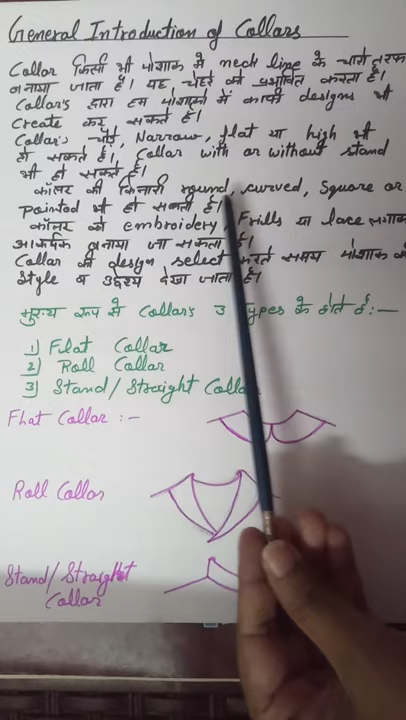 General Introduction of Collars
Collar किसी भी पोशाक में neck line के चारों तरफ
बनाया जाता है। यह चेहरे को प्रभावित करता है।
Collar's द्वारा हम पोशाकों में काफी designs भी
create कर सकते हैं।
Collar's चौड़े, Narrow, flat या high भी
हो सकते हैं। Collar with or without stand
भी हो सकते हैं।
कॉलर की किनारी round, curved, Square or
pointed भी हो सकती है।
कॉलर को embroidery, Frills या lace लगाकर
आकर्षक बनाया जा सकता है।
Collar की design select करते समय पोशाक का
style व उद्देश्य देखा जाता है।
मुख्य रूप से Collars 3 Types के होते हैं:—
1) Flat Collar
2) Roll Collar
3) Stand/Straight Collar
Flat Collar :-
Roll Collar
Stand/Straight
Collar